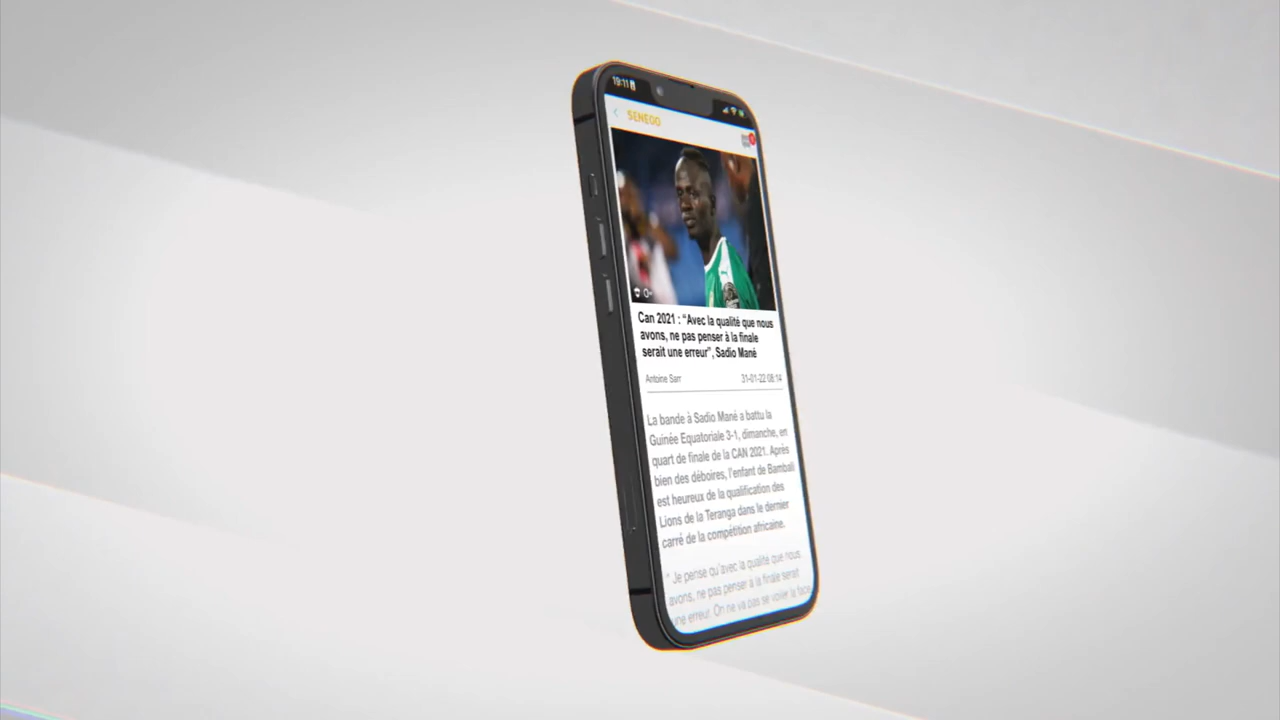 19:11
SENEGO
Can 2021 : “Avec la qualité que nous
avons, ne pas penser à la finale
serait une erreur”, Sadio Mané
Antoine Sarr 31-01-22 08:14
La bande à Sadio Mané a battu la
Guinée Equatoriale 3-1, dimanche, en
quart de finale de la CAN 2021. Après
bien des déboires, l’enfant de Bambali
est heureux de la qualification des
Lions de la Teranga dans le dernier
carré de la compétition africaine.
“ Je pense qu’avec la qualité que nous
avons, ne pas penser à la finale serait
une erreur. On ne va pas se voiler la face